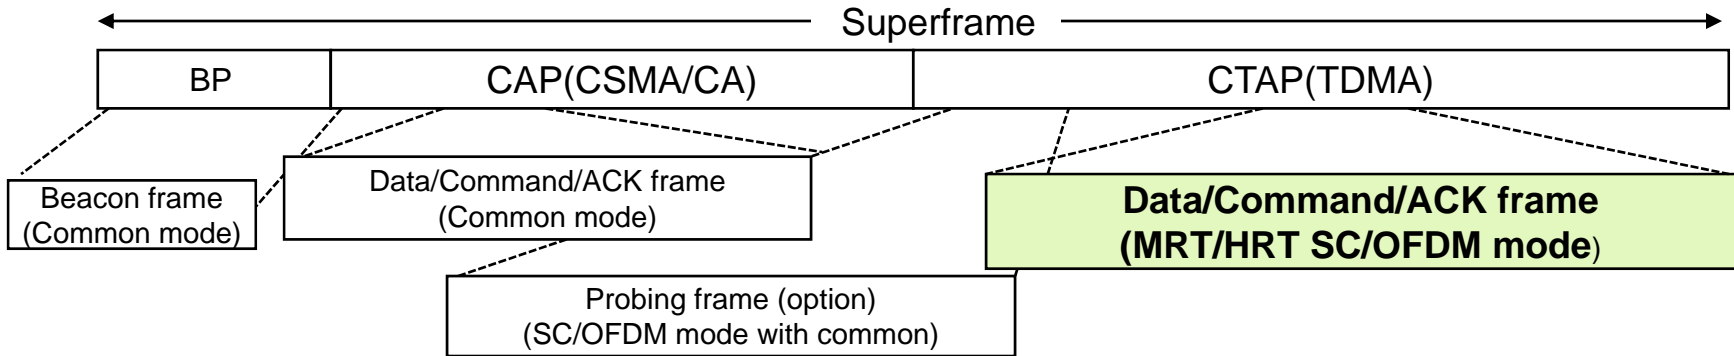 Superframe
BP
CAP(CSMA/CA)
CTAP(TDMA)
Beacon frame
(Common mode)
Data/Command/ACK frame
(Common mode)
Data/Command/ACK frame
(MRT/HRT SC/OFDM mode)
Probing frame (option)
(SC/OFDM mode with common)